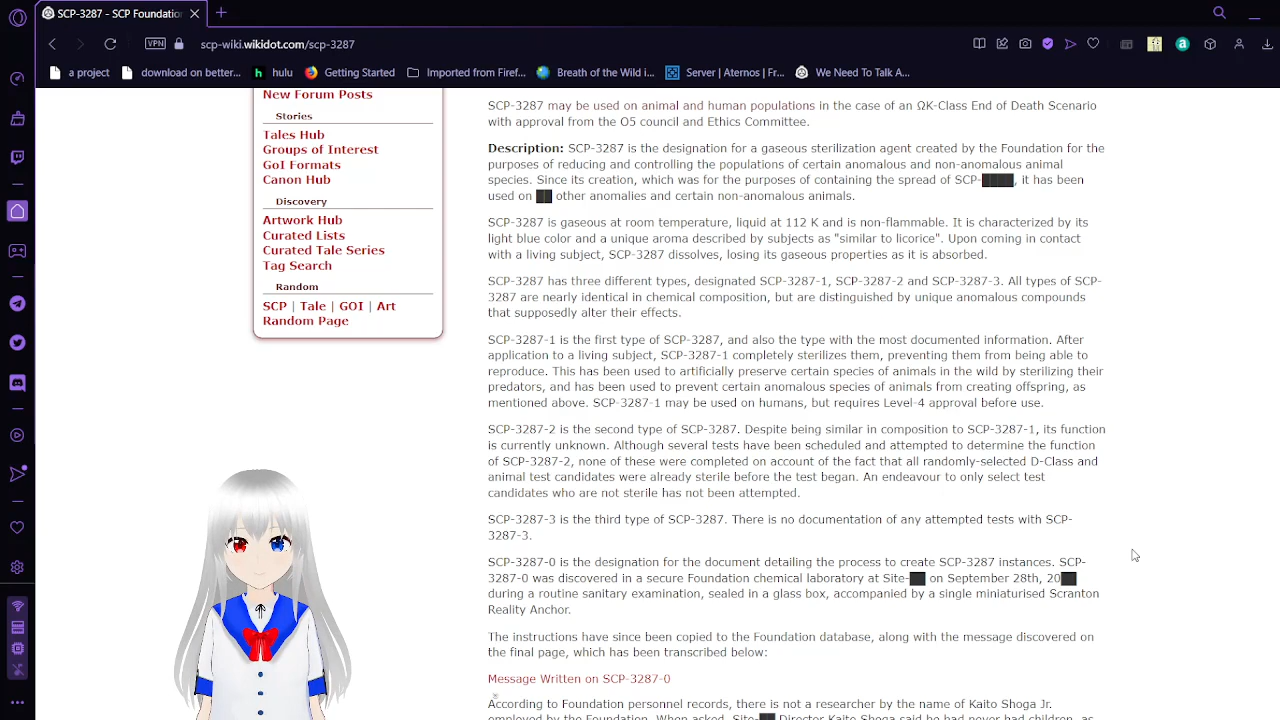 SCP-3287 - SCP Foundation
VPN
scp-wiki.wikidot.com/scp-3287
a project
download on better...
hulu
Getting Started
Imported from Firef...
Breath of the Wild i...
Server | Aternos | Fr...
We Need To Talk A...
New Forum Posts
Stories
Tales Hub
Groups of Interest
GoI Formats
Canon Hub
Discovery
Artwork Hub
Curated Lists
Curated Tale Series
Tag Search
Random
SCP | Tale | GOI | Art
Random Page
SCP-3287 may be used on animal and human populations in the case of an ΩK-Class End of Death Scenario
with approval from the O5 council and Ethics Committee.
Description: SCP-3287 is the designation for a gaseous sterilization agent created by the Foundation for the
purposes of reducing and controlling the populations of certain anomalous and non-anomalous animal
species. Since its creation, which was for the purposes of containing the spread of SCP-████, it has been
used on ██ other anomalies and certain non-anomalous animals.
SCP-3287 is gaseous at room temperature, liquid at 112 K and is non-flammable. It is characterized by its
light blue color and a unique aroma described by subjects as "similar to licorice". Upon coming in contact
with a living subject, SCP-3287 dissolves, losing its gaseous properties as it is absorbed.
SCP-3287 has three different types, designated SCP-3287-1, SCP-3287-2 and SCP-3287-3. All types of SCP-
3287 are nearly identical in chemical composition, but are distinguished by unique anomalous compounds
that supposedly alter their effects.
SCP-3287-1 is the first type of SCP-3287, and also the type with the most documented information. After
application to a living subject, SCP-3287-1 completely sterilizes them, preventing them from being able to
reproduce. This has been used to artificially preserve certain species of animals in the wild by sterilizing their
predators, and has been used to prevent certain anomalous species of animals from creating offspring, as
mentioned above. SCP-3287-1 may be used on humans, but requires Level-4 approval before use.
SCP-3287-2 is the second type of SCP-3287. Despite being similar in composition to SCP-3287-1, its function
is currently unknown. Although several tests have been scheduled and attempted to determine the function
of SCP-3287-2, none of these were completed on account of the fact that all randomly-selected D-Class and
animal test candidates were already sterile before the test began. An endeavour to only select test
candidates who are not sterile has not been attempted.
SCP-3287-3 is the third type of SCP-3287. There is no documentation of any attempted tests with SCP-
3287-3.
SCP-3287-0 is the designation for the document detailing the process to create SCP-3287 instances. SCP-
3287-0 was discovered in a secure Foundation chemical laboratory at Site-██ on September 28th, 20██
during a routine sanitary examination, sealed in a glass box, accompanied by a single miniaturised Scranton
Reality Anchor.
The instructions have since been copied to the Foundation database, along with the message discovered on
the final page, which has been transcribed below:
Message Written on SCP-3287-0
According to Foundation personnel records, there is not a researcher by the name of Kaito Shoga Jr.
employed by the Foundation. When asked, Site-██ Director Kaito Shoga said he had never had children, as